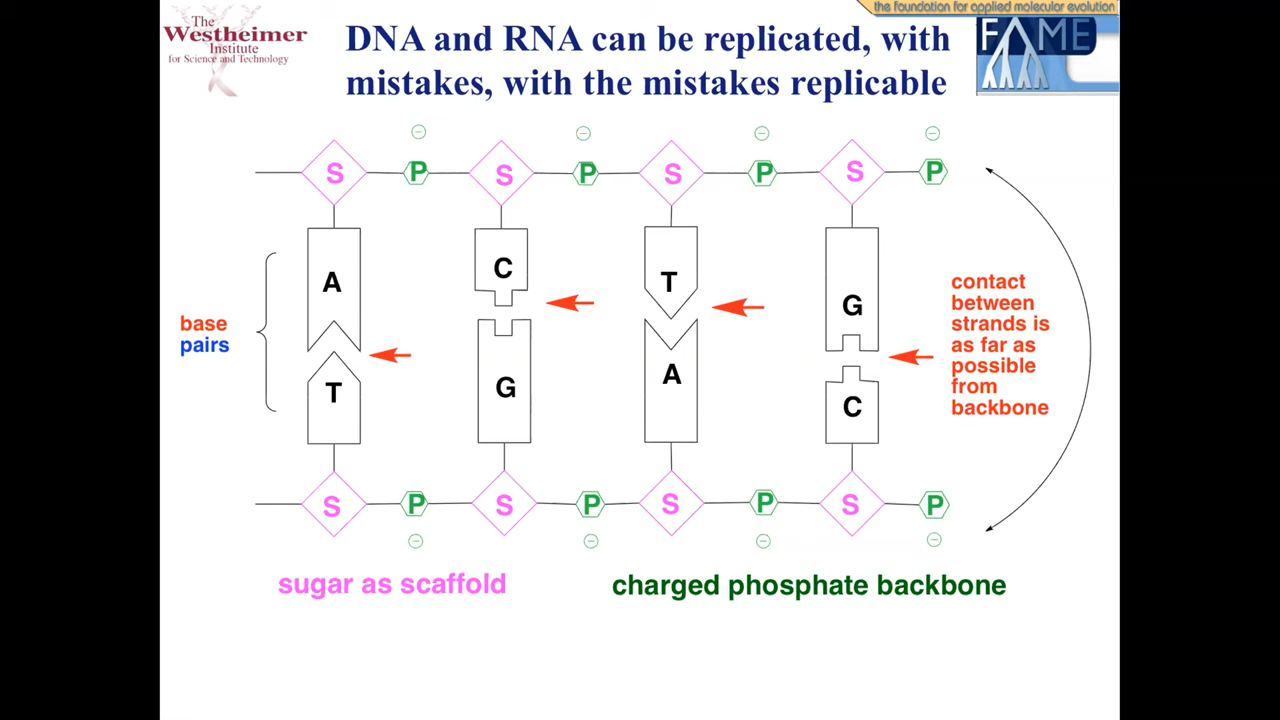 The
Westheimer
Institute
for Science and Technology
DNA and RNA can be replicated, with
mistakes, with the mistakes replicable
the foundation for applied molecular evolution
FAME
S P S P S P S P
A C T G
base
pairs
T G A C
contact
between
strands is
as far as
possible
from
backbone
S P S P S P S P
sugar as scaffold
charged phosphate backbone